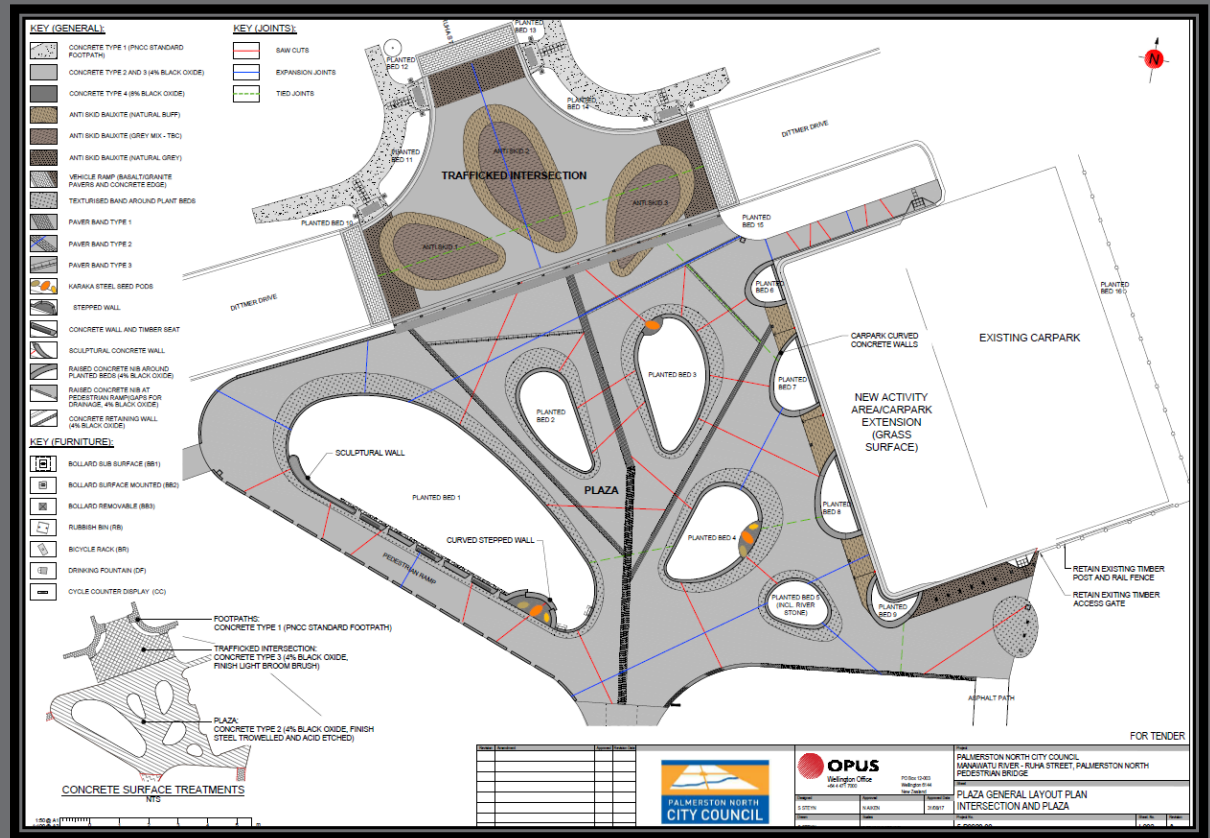 KEY (GENERAL):
CONCRETE TYPE 1 (PNCC STANDARD
FOOTPATH)
CONCRETE TYPE 2 AND 3 (4% BLACK OXIDE)
CONCRETE TYPE 4 (8% BLACK OXIDE)
ANTI SKID BAUXITE (NATURAL BUFF)
ANTI SKID BAUXITE (GREY MIX - TBC)
ANTI SKID BAUXITE (NATURAL GREY)
VEHICLE RAMP (BASALT/GRANITE
PAVERS AND CONCRETE EDGE)
TEXTURISED BAND AROUND PLANT BEDS
PAVER BAND TYPE 1
PAVER BAND TYPE 2
PAVER BAND TYPE 3
KARAKA STEEL SEED PODS
STEPPED WALL
CONCRETE WALL AND TIMBER SEAT
SCULPTURAL CONCRETE WALL
RAISED CONCRETE NIB AROUND
PLANTED BEDS (4% BLACK OXIDE)
RAISED CONCRETE NIB AT
PEDESTRIAN RAMP(GAPS FOR
DRAINAGE, 4% BLACK OXIDE)
CONCRETE RETAINING WALL
(4% BLACK OXIDE)
KEY (FURNITURE):
BOLLARD SUB SURFACE (BB1)
BOLLARD SURFACE MOUNTED (BB2)
BOLLARD REMOVABLE (BB3)
RUBBISH BIN (RB)
BICYCLE RACK (BR)
DRINKING FOUNTAIN (DF)
CYCLE COUNTER DISPLAY (CC)
KEY (JOINTS):
SAW CUTS
EXPANSION JOINTS
TIED JOINTS
PLANTED
BED 12
PLANTED
BED 13
PLANTED
BED 14
N
DITTMER DRIVE
PLANTED
BED 11
ANTI SKID 2
TRAFFICKED INTERSECTION
ANTI SKID 3
PLANTED BED 10
PLANTED
BED 15
ANTI SKID 1
DITTMER DRIVE
PLANTED
BED 6
PLANTED
BED 16
CARPARK CURVED
CONCRETE WALLS
EXISTING CARPARK
PLANTED BED 3
PLANTED
BED 7
PLANTED
BED 2
NEW ACTIVITY
AREA/CARPARK
EXTENSION
(GRASS
SURFACE)
SCULPTURAL WALL
PLAZA
PLANTED BED 1
PLANTED
BED 8
PLANTED BED 4
CURVED STEPPED WALL
PEDESTRIAN RAMP
PLANTED BED 5
(INCL. RIVER
STONE)
PLANTED
BED 9
RETAIN EXISTING TIMBER
POST AND RAIL FENCE
RETAIN EXITING TIMBER
ACCESS GATE
ASPHALT PATH
FOOTPATHS:
CONCRETE TYPE 1 (PNCC STANDARD FOOTPATH)
TRAFFICKED INTERSECTION:
CONCRETE TYPE 3 (4% BLACK OXIDE,
FINISH LIGHT BROOM BRUSH)
PLAZA:
CONCRETE TYPE 2 (4% BLACK OXIDE, FINISH
STEEL TROWELLED AND ACID ETCHED)
CONCRETE SURFACE TREATMENTS
NTS
FOR TENDER
PALMERSTON NORTH
CITY COUNCIL
OPUS
Wellington Office
PALMERSTON NORTH CITY COUNCIL
MANAWATU RIVER - RUHA STREET, PALMERSTON NORTH
PEDESTRIAN BRIDGE
PLAZA GENERAL LAYOUT PLAN
INTERSECTION AND PLAZA